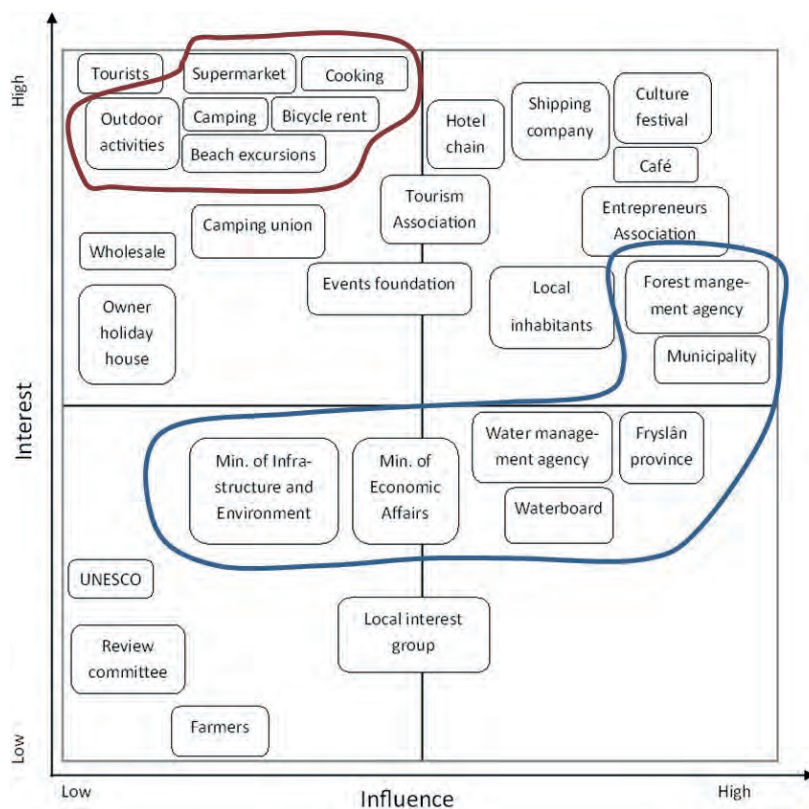 High
Tourists
Supermarket
Cooking
Outdoor
activities
Camping
Bicycle rent
Beach excursions
Hotel
chain
Shipping
company
Culture
festival
Café
Tourism
Association
Entrepreneurs
Association
Camping union
Wholesale
Events foundation
Owner
holiday
house
Local
inhabitants
Forest mange-
ment agency
Municipality
Interest
Min. of Infra-
structure and
Environment
Min. of
Economic
Affairs
Water manage-
ment agency
Fryslân
province
Waterboard
UNESCO
Local interest
group
Review
committee
Farmers
Low
Low
Influence
High